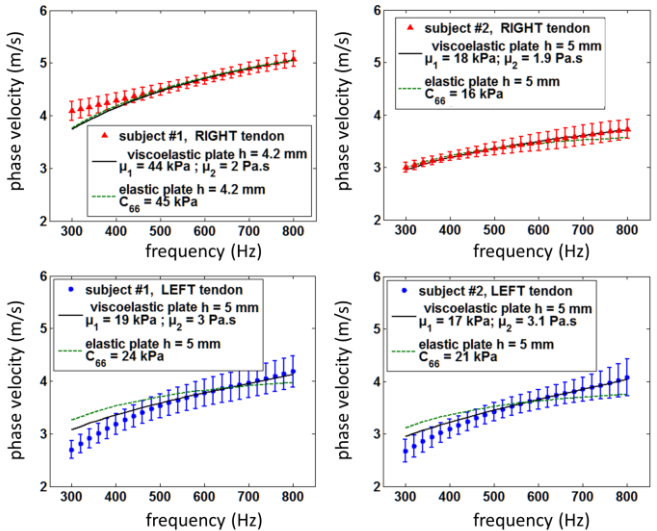 phase velocity (m/s)
6
5
4
3
2
subject #1, RIGHT tendon
viscoelastic plate h = 4.2 mm
μ1 = 44 kPa ; μ2 = 2 Pa.s
elastic plate h = 4.2 mm
C66 = 45 kPa
300 400 500 600 700 800
frequency (Hz)
phase velocity (m/s)
6
5
4
3
2
subject #2, RIGHT tendon
viscoelastic plate h = 5 mm
μ1 = 18 kPa; μ2 = 1.9 Pa.s
elastic plate h = 5 mm
C66 = 16 kPa
300 400 500 600 700 800
frequency (Hz)
phase velocity (m/s)
6
5
4
3
2
subject #1, LEFT tendon
viscoelastic plate h = 5 mm
μ1 = 19 kPa ; μ2 = 3 Pa.s
elastic plate h = 5 mm
C66 = 24 kPa
300 400 500 600 700 800
frequency (Hz)
phase velocity (m/s)
6
5
4
3
2
subject #2, LEFT tendon
viscoelastic plate h = 5 mm
μ1 = 17 kPa; μ2 = 3.1 Pa.s
elastic plate h = 5 mm
C66 = 21 kPa
300 400 500 600 700 800
frequency (Hz)